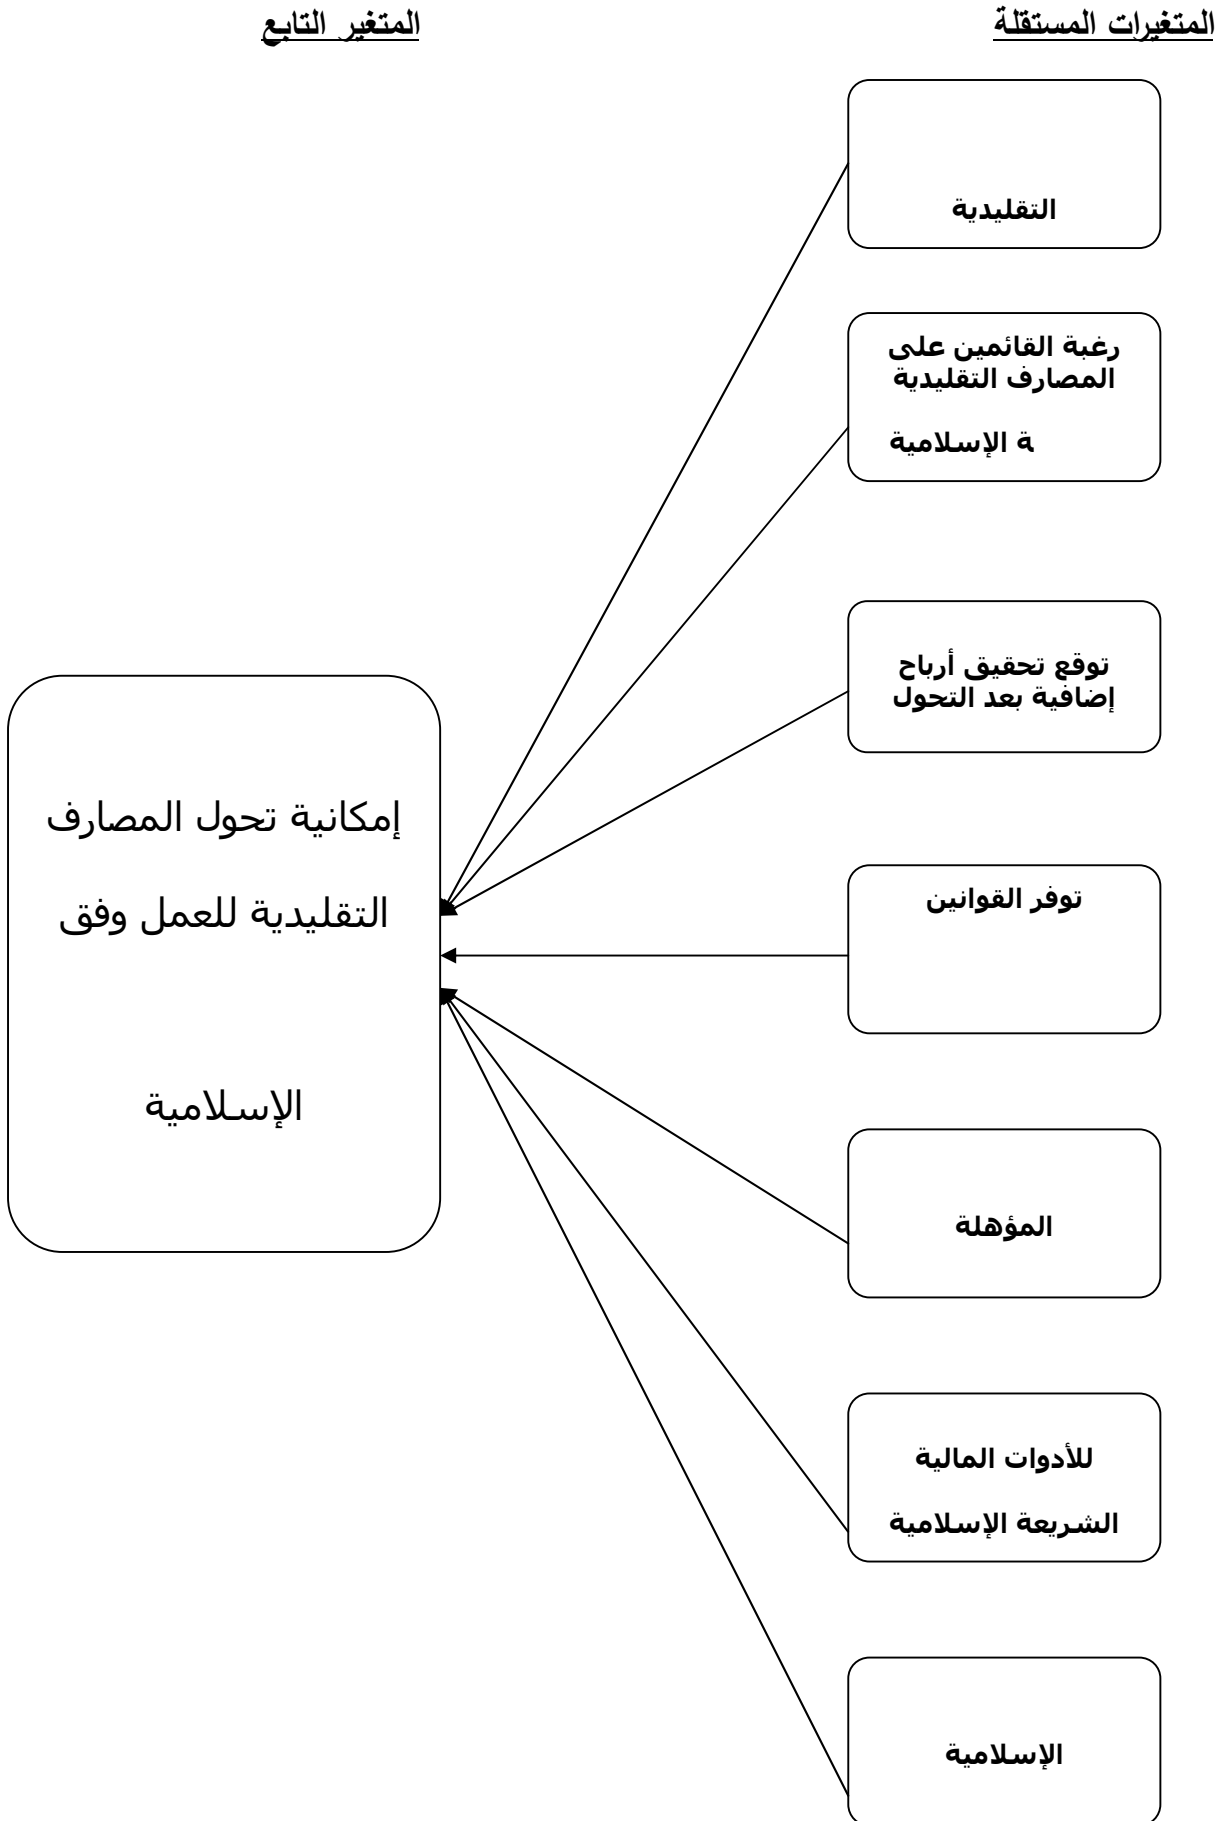 المتغيرات المستقلة
المتغير التابع
التقليدية
رغبة القائمين على
المصارف التقليدية
ة الإسلامية
توقع تحقيق أرباح
إضافية بعد التحول
توفر القوانين
المؤهلة
للأدوات المالية
الشريعة الإسلامية
الإسلامية
إمكانية تحول المصارف
التقليدية للعمل وفق
الإسلامية